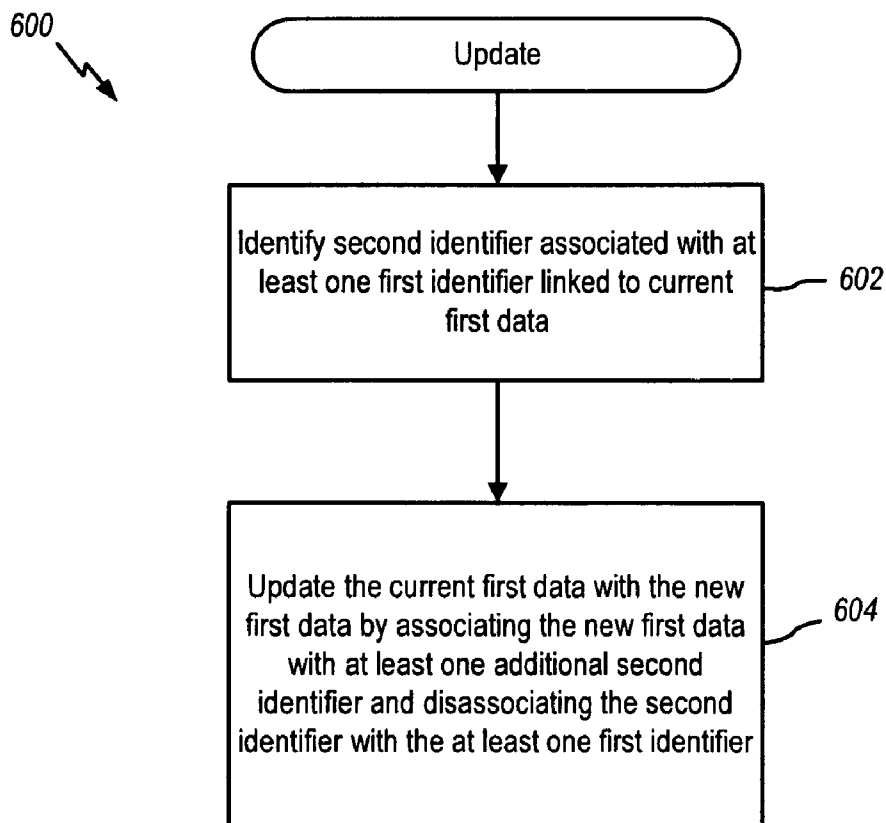 600
Update
Identify second identifier associated with at
least one first identifier linked to current
first data
602
Update the current first data with the new
first data by associating the new first data
with at least one additional second
identifier and disassociating the second
identifier with the at least one first identifier
604